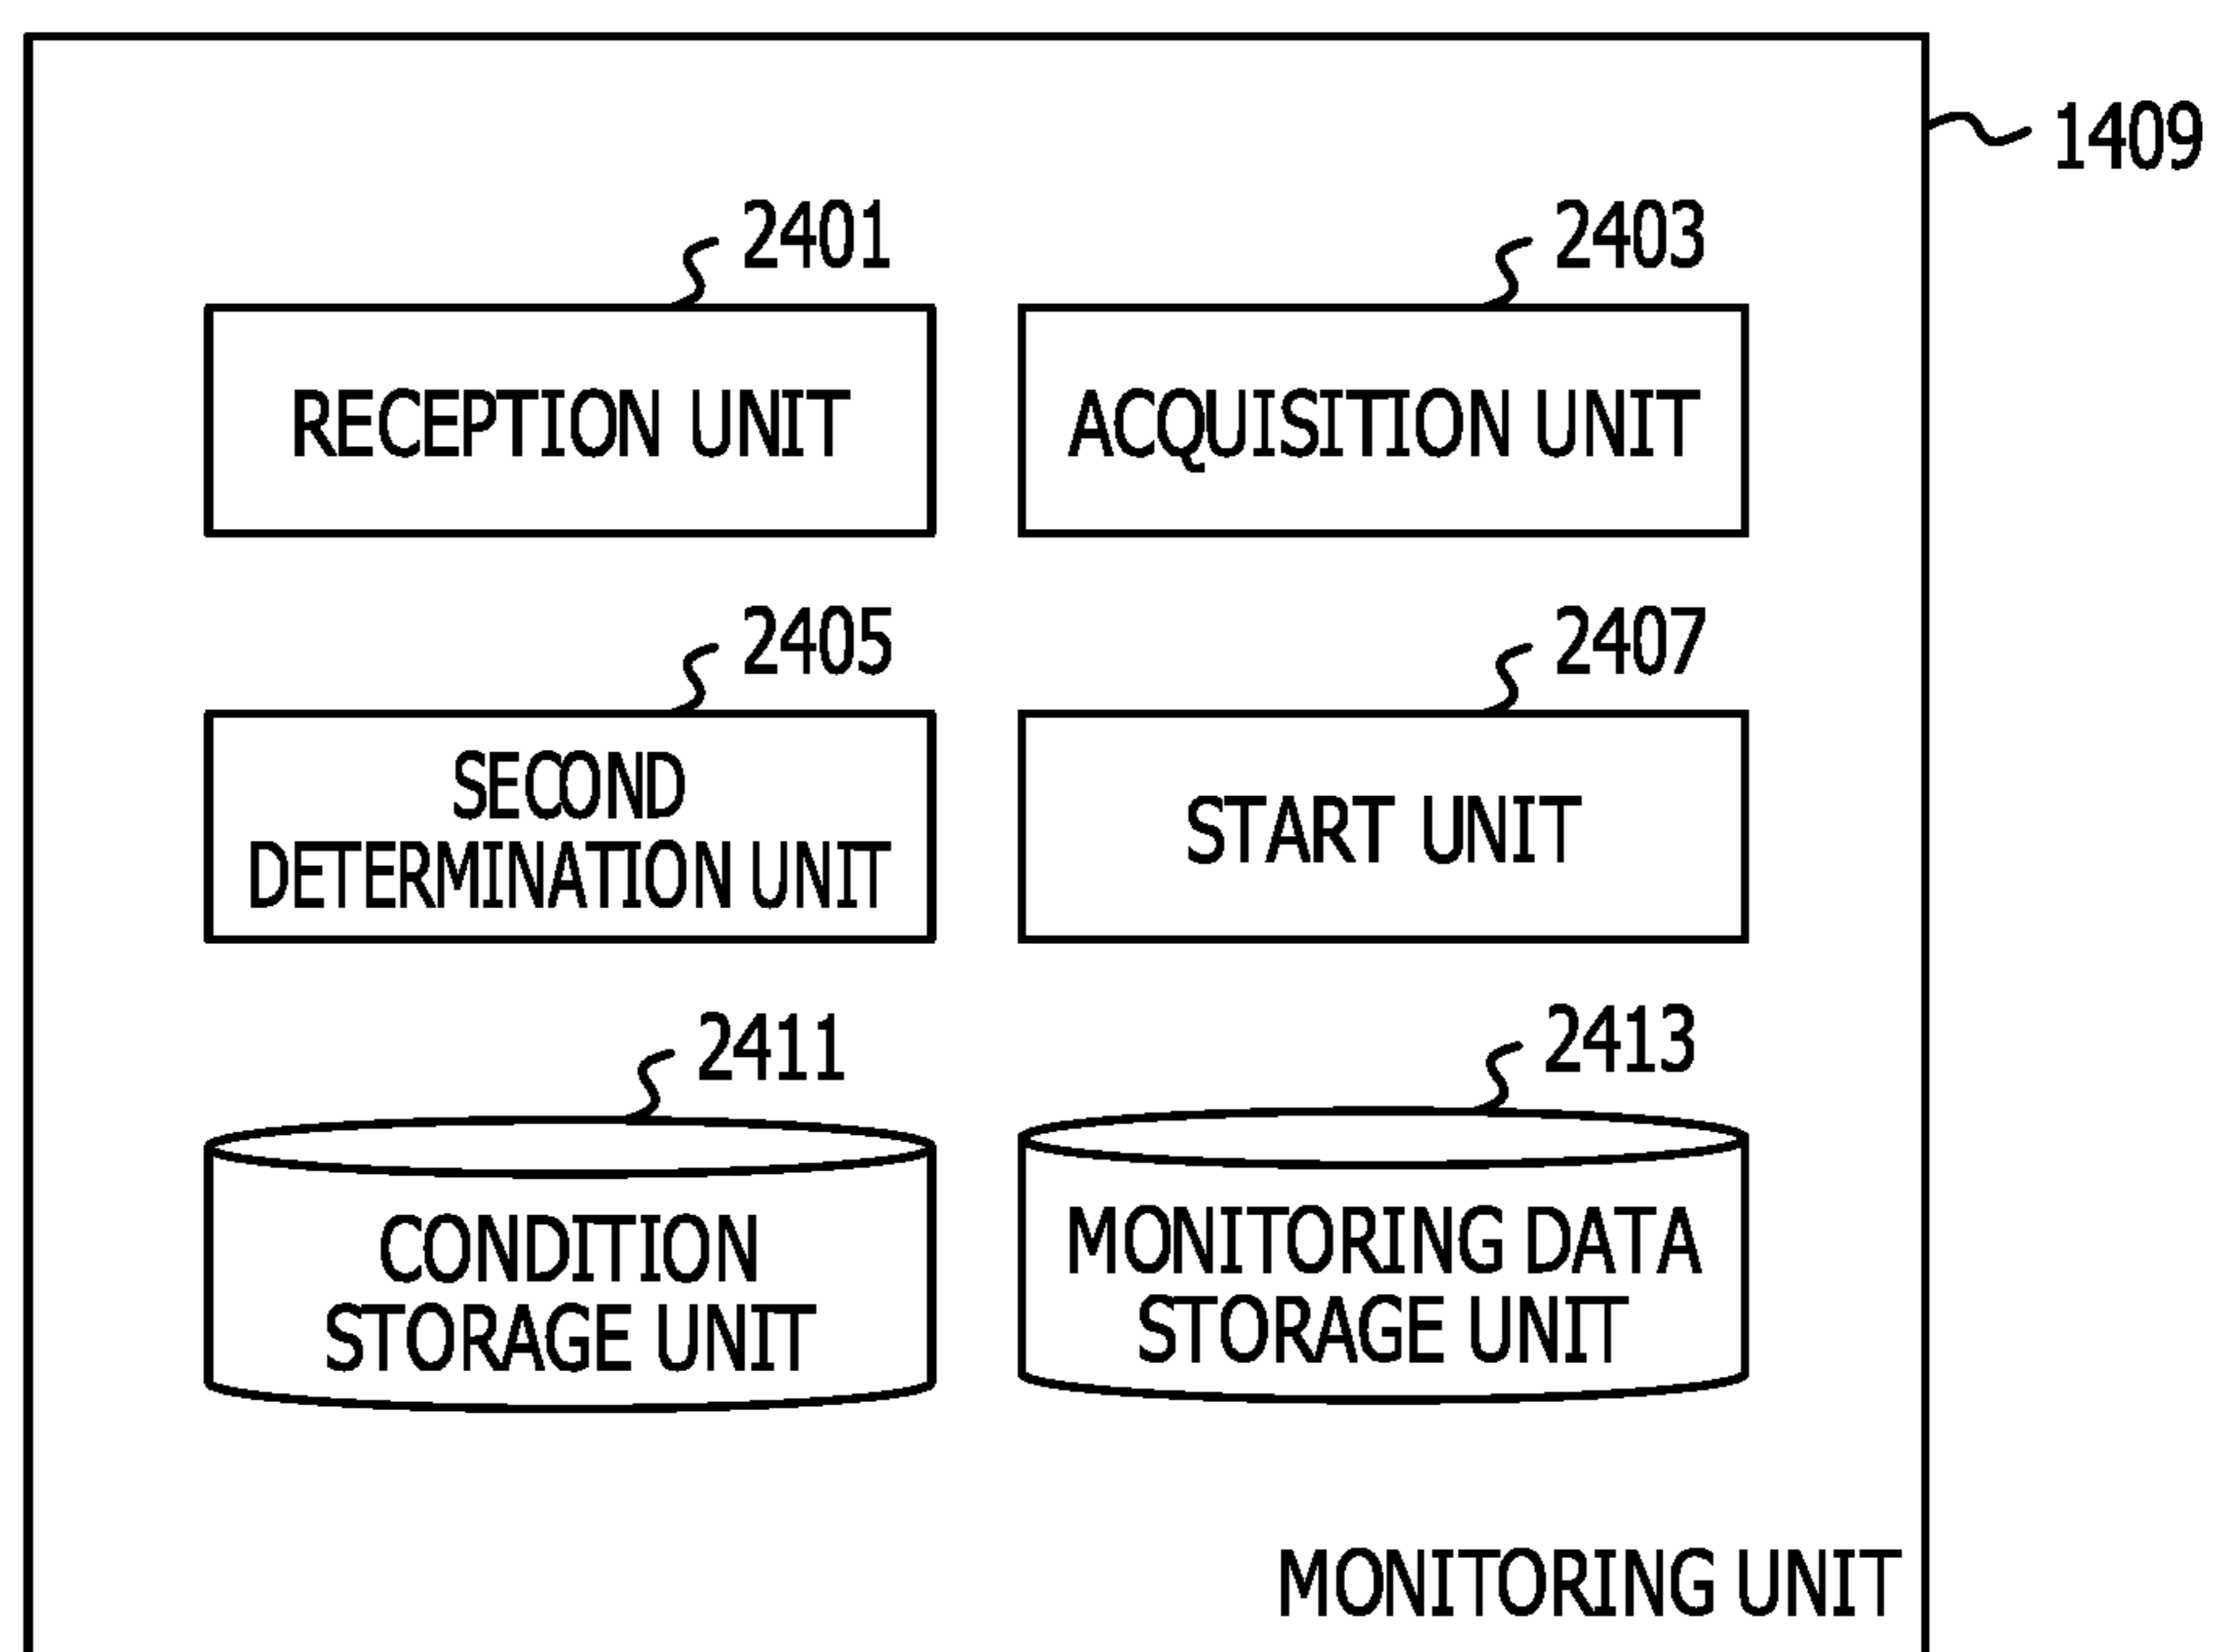 1409
2401
2403
RECEPTION UNIT
ACQUISITION UNIT
2405
2407
SECOND
DETERMINATION UNIT
START UNIT
2411
2413
CONDITION
STORAGE UNIT
MONITORING DATA
STORAGE UNIT
MONITORING UNIT